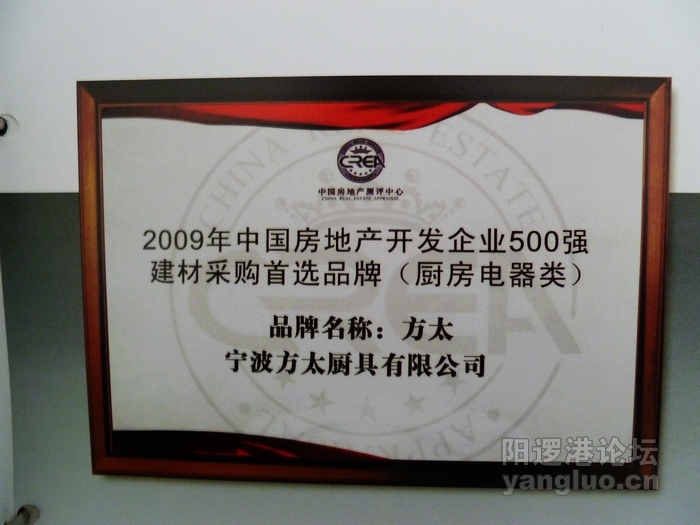 CREA
中国房地产测评中心
CHINA REAL ESTATE APPRAISAL
2009年中国房地产开发企业500强
建材采购首选品牌（厨房电器类）
品牌名称：方太
宁波方太厨具有限公司
阳逻港论坛
yangluo.cn